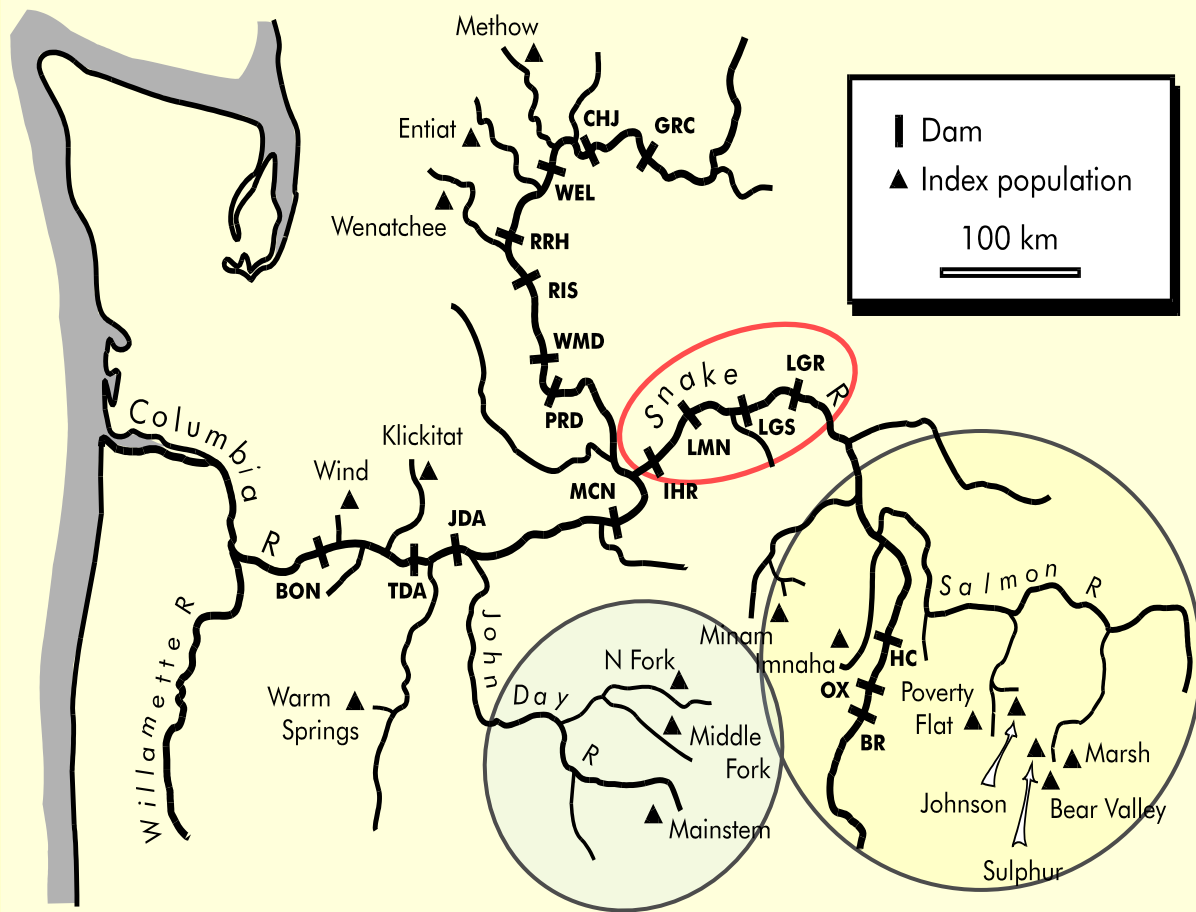 Methow
Entiat
CHJ
GRC
Dam
Index population
100 km
WEL
Wenatchee
RRH
RIS
WMD
PRD
Snake R
LGR
LGS
LMN
IHR
MCN
Columbia R
Klickitat
Wind
JDA
BON
TDA
Willamette R
Warm
Springs
John Day R
N Fork
Middle
Fork
Mainstem
Minam
Imnaha
Salmon R
HC
OX
BR
Poverty
Flat
Johnson
Marsh
Bear Valley
Sulphur